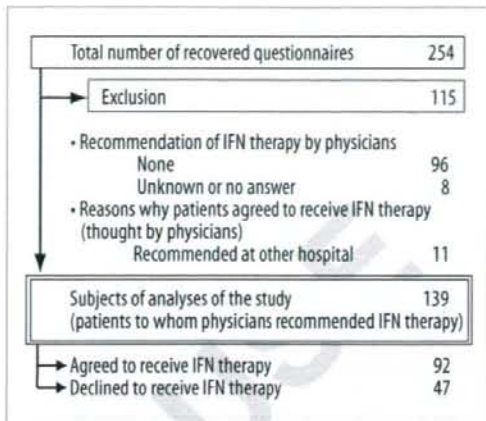 Total number of recovered questionnaires 254
Exclusion 115
• Recommendation of IFN therapy by physicians
None 96
Unknown or no answer 8
• Reasons why patients agreed to receive IFN therapy
(thought by physicians)
Recommended at other hospital 11
Subjects of analyses of the study 139
(patients to whom physicians recommended IFN therapy)
Agreed to receive IFN therapy 92
Declined to receive IFN therapy 47